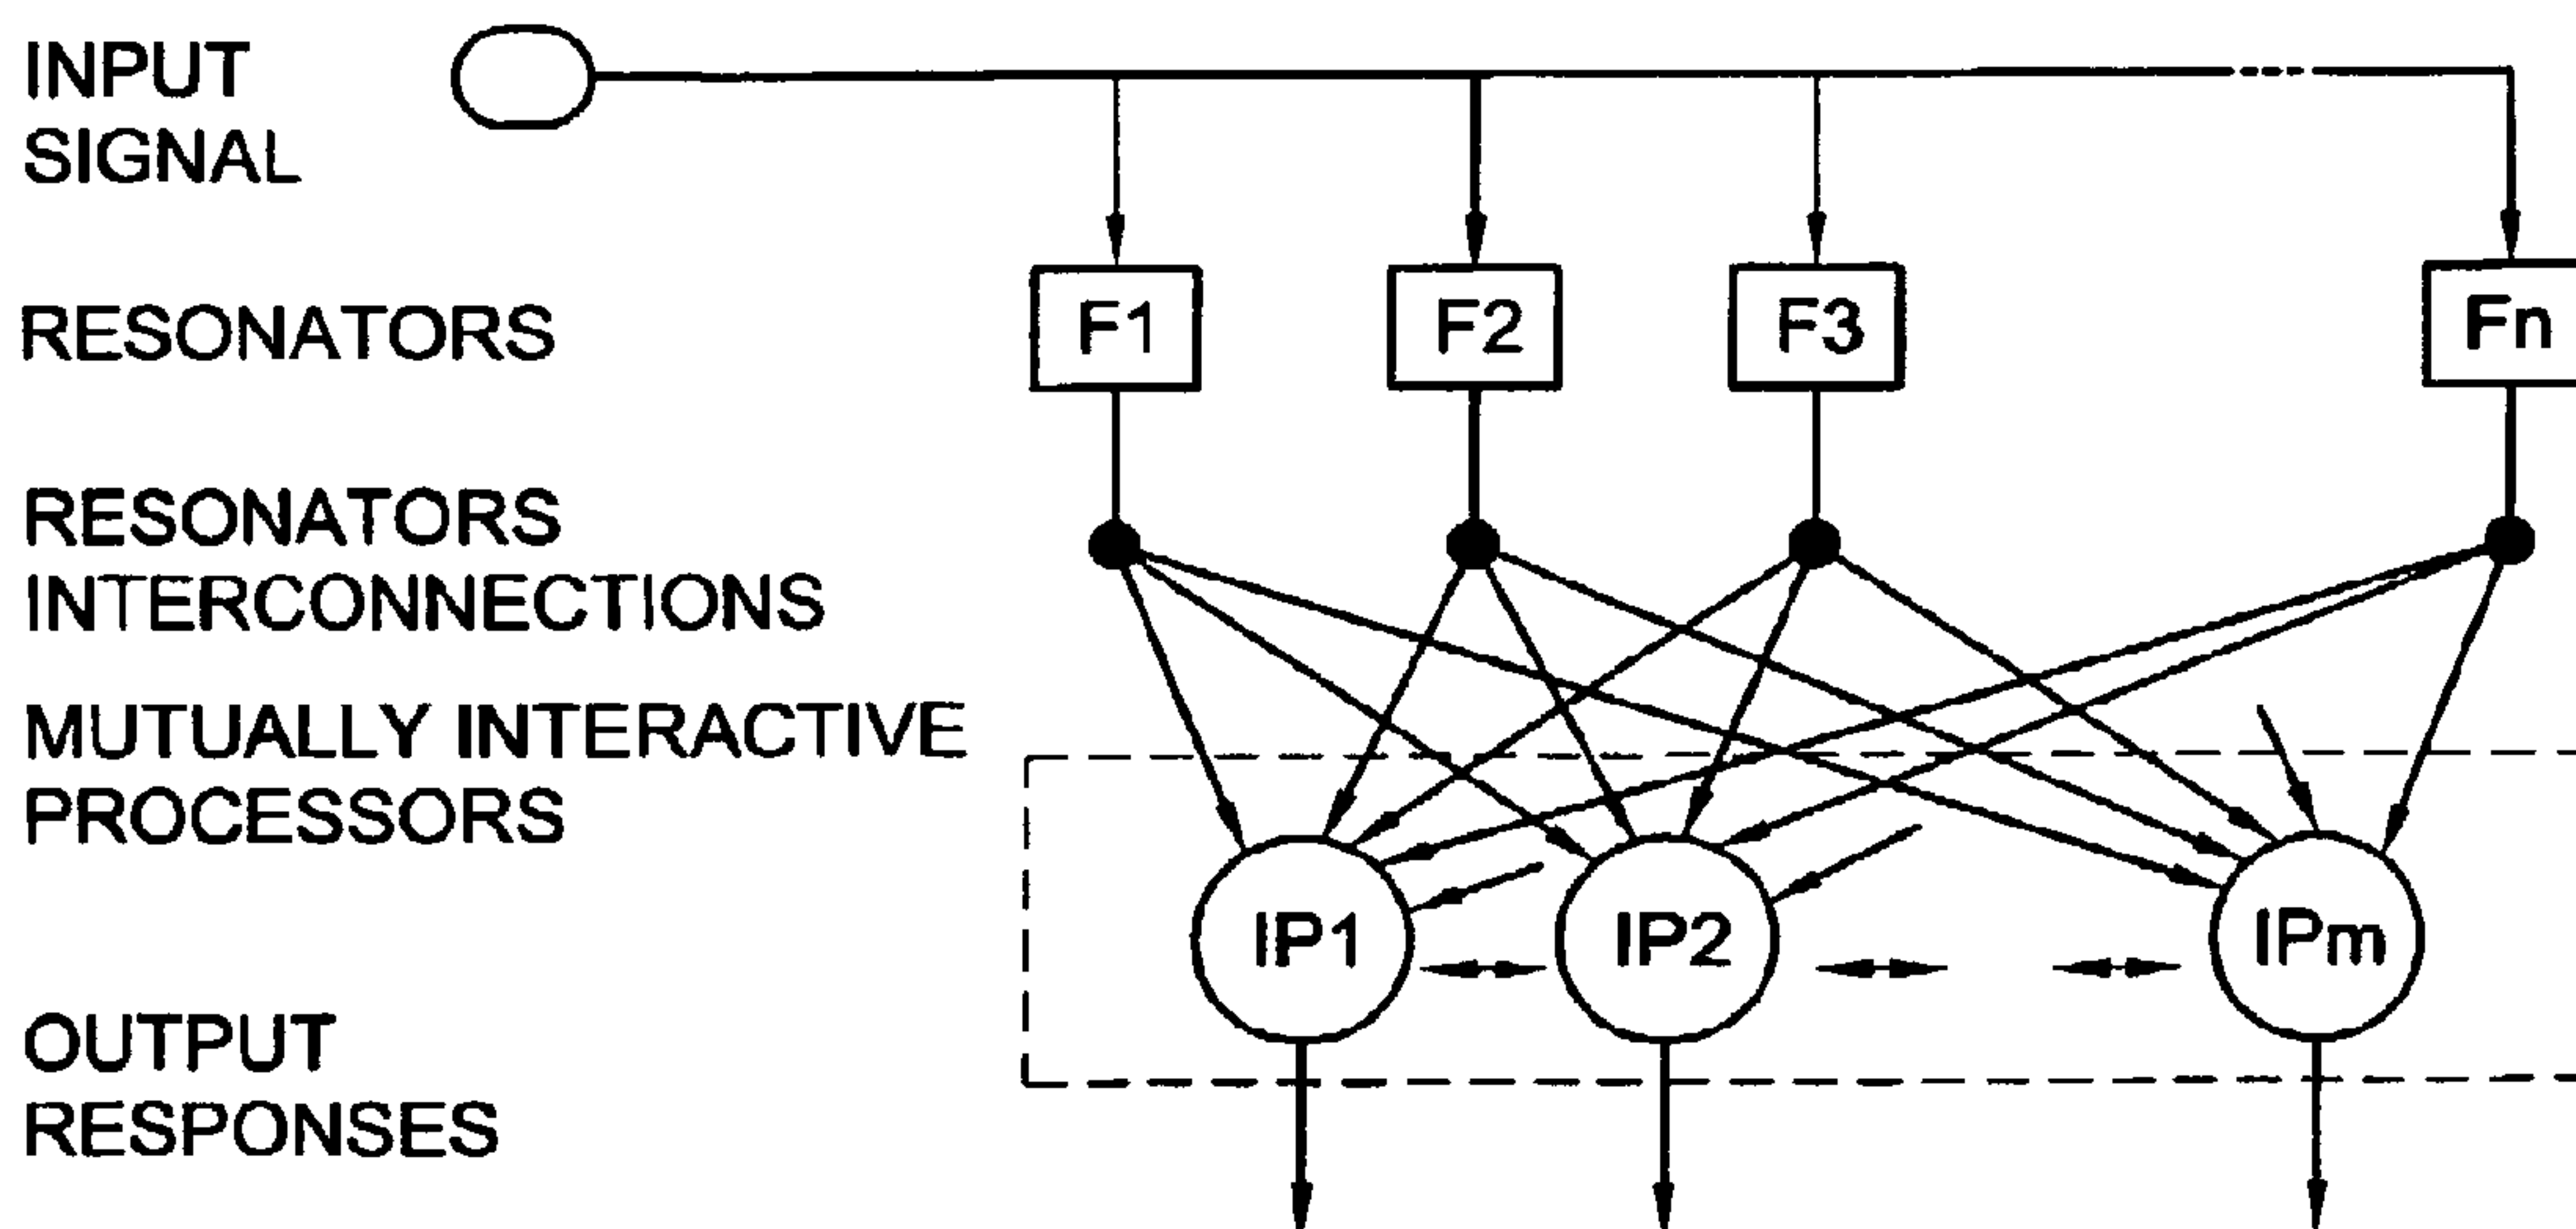 INPUT
SIGNAL
RESONATORS
F1 F2 F3 Fn
RESONATORS
INTERCONNECTIONS
MUTUALLY INTERACTIVE
PROCESSORS
IP1 IP2 IPm
OUTPUT
RESPONSES